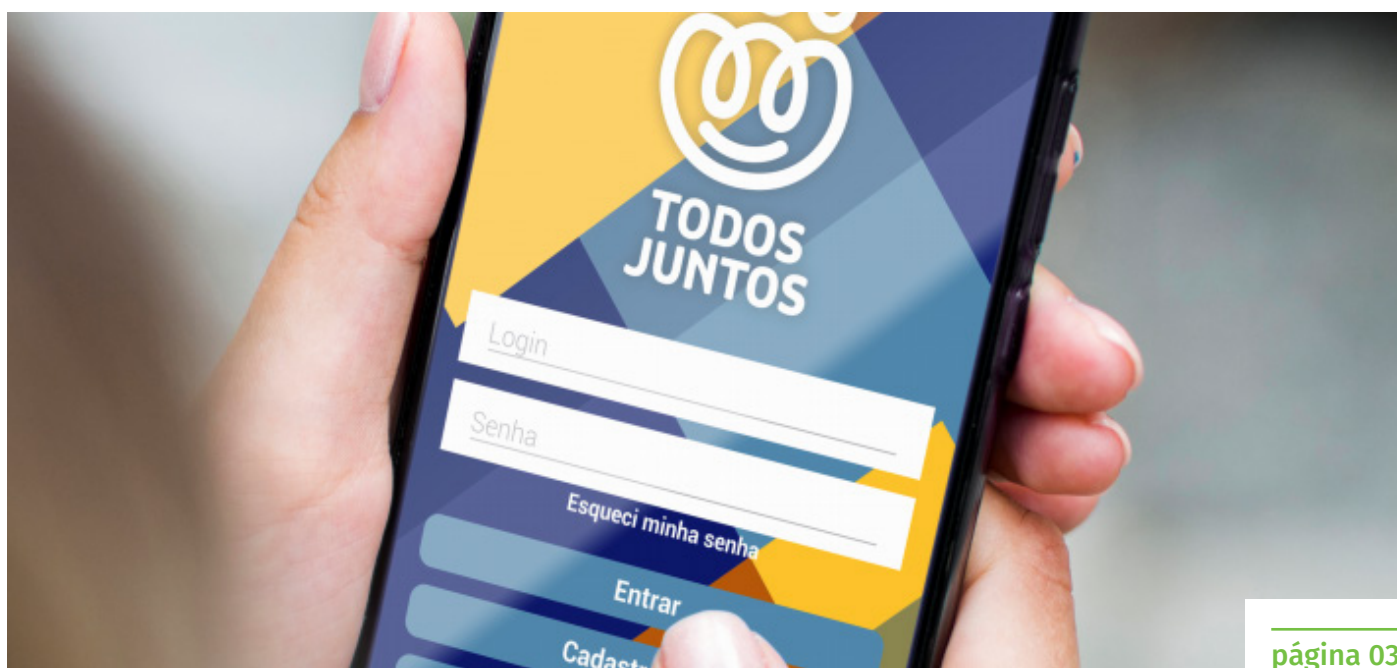 TODOS
JUNTOS
Login
Senha
Esqueci minha senha
Entrar
página 03